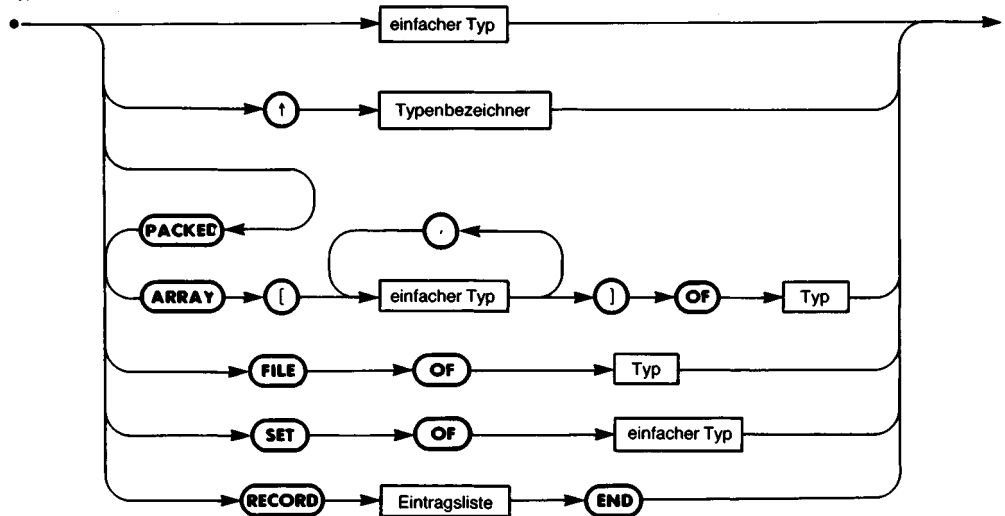 einfacher Typ
↑ Typenbezeichner
PACKED
,
ARRAY [ einfacher Typ ] OF Typ
FILE OF Typ
SET OF einfacher Typ
RECORD Eintragsliste END